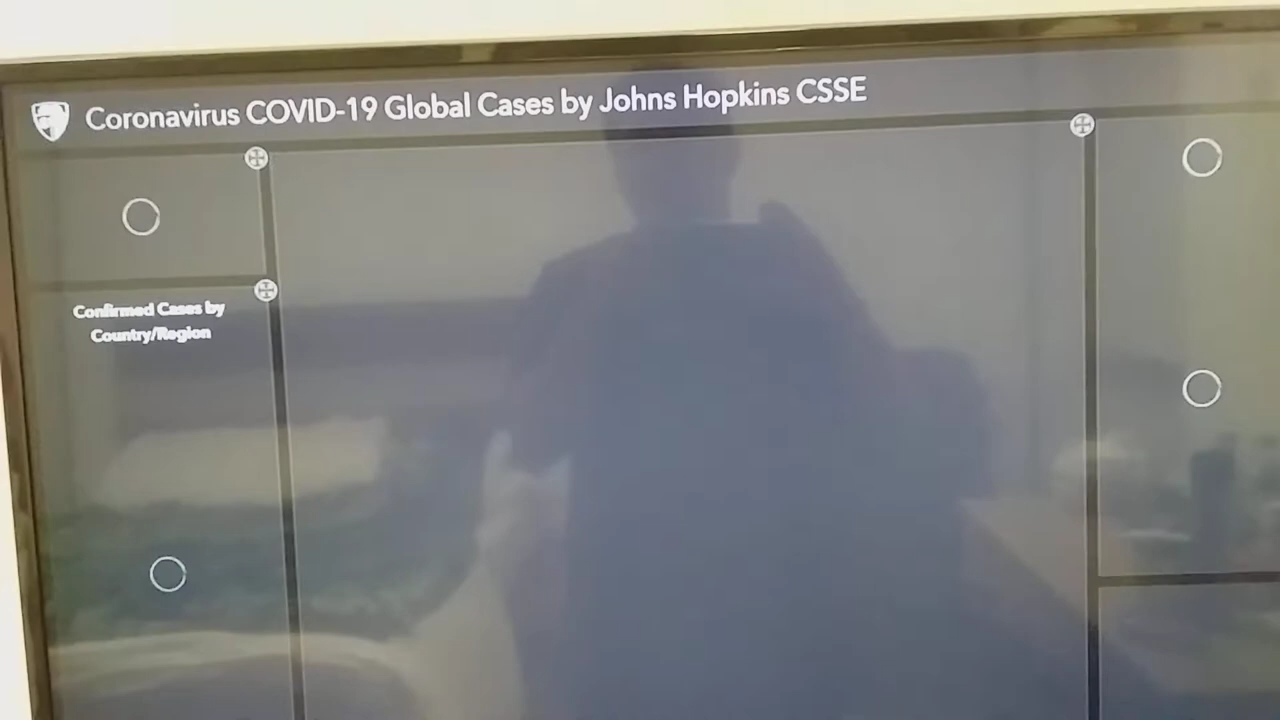 Coronavirus COVID-19 Global Cases by Johns Hopkins CSSE
Confirmed Cases by
Country/Region